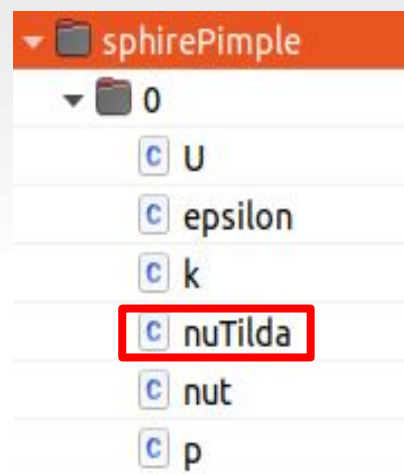 sphirePimple
0
c U
c epsilon
c k
c nuTilda
c nut
c p